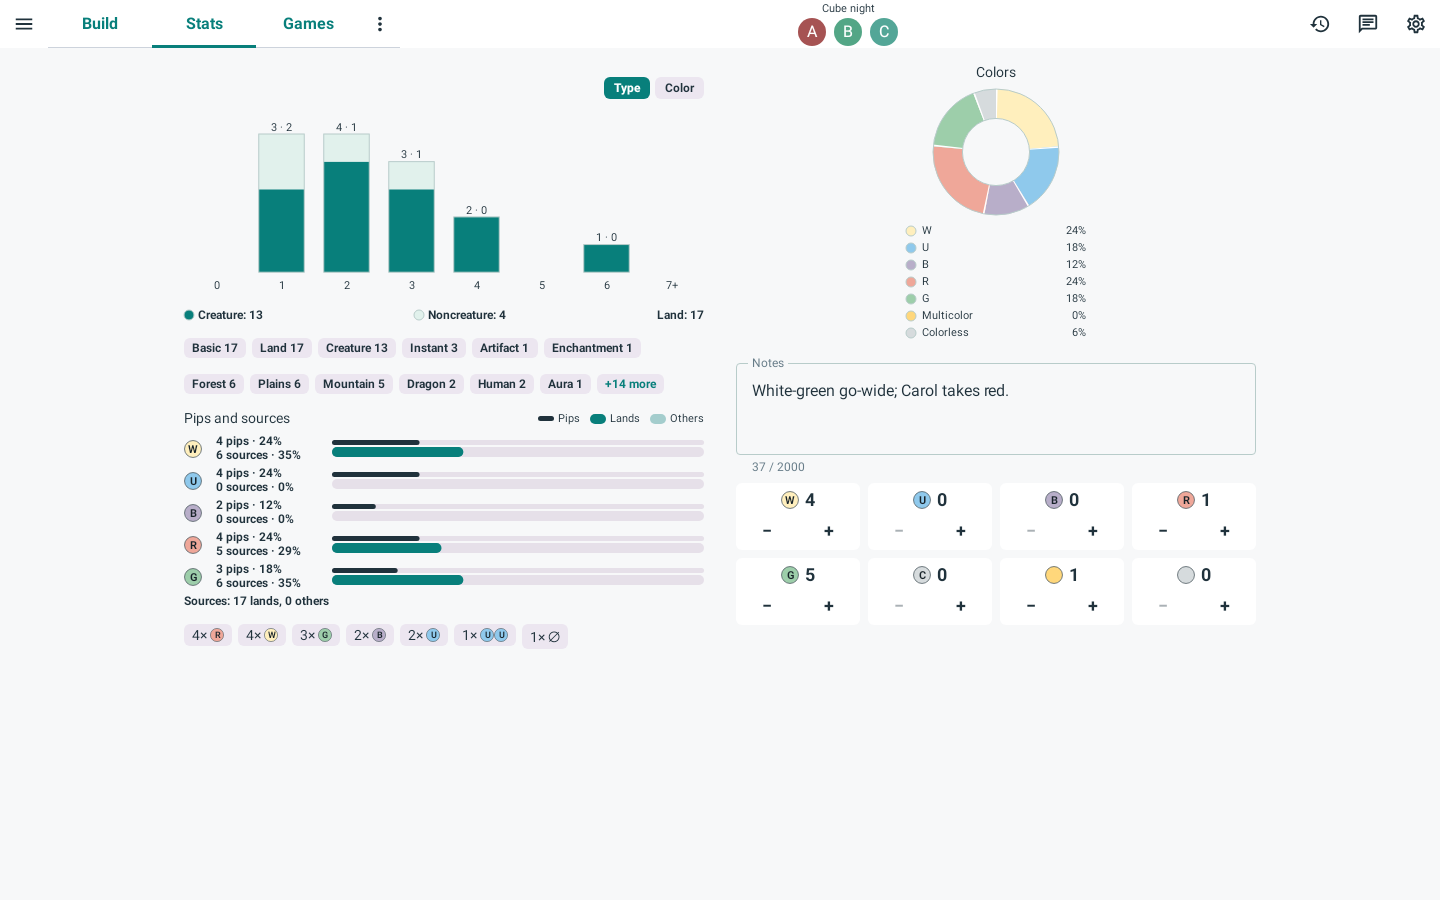 Build
Stats
Games
Cube night
A
B
C
Type
Color
3 · 2
4 · 1
3 · 1
2 · 0
1 · 0
0
1
2
3
4
5
6
7+
Creature: 13
Noncreature: 4
Land: 17
Basic 17
Land 17
Creature 13
Instant 3
Artifact 1
Enchantment 1
Forest 6
Plains 6
Mountain 5
Dragon 2
Human 2
Aura 1
+14 more
Pips and sources
Pips
Lands
Others
W
4 pips · 24%
6 sources · 35%
U
4 pips · 24%
0 sources · 0%
B
2 pips · 12%
0 sources · 0%
R
4 pips · 24%
5 sources · 29%
G
3 pips · 18%
6 sources · 35%
Sources: 17 lands, 0 others
4× R
4× W
3× G
2× B
2× U
1× U U
1× ∅
Colors
W 24%
U 18%
B 12%
R 24%
G 18%
Multicolor 0%
Colorless 6%
Notes
White-green go-wide; Carol takes red.
37 / 2000
W 4
− +
U 0
− +
B 0
− +
R 1
− +
G 5
− +
C 0
− +
1
− +
0
− +